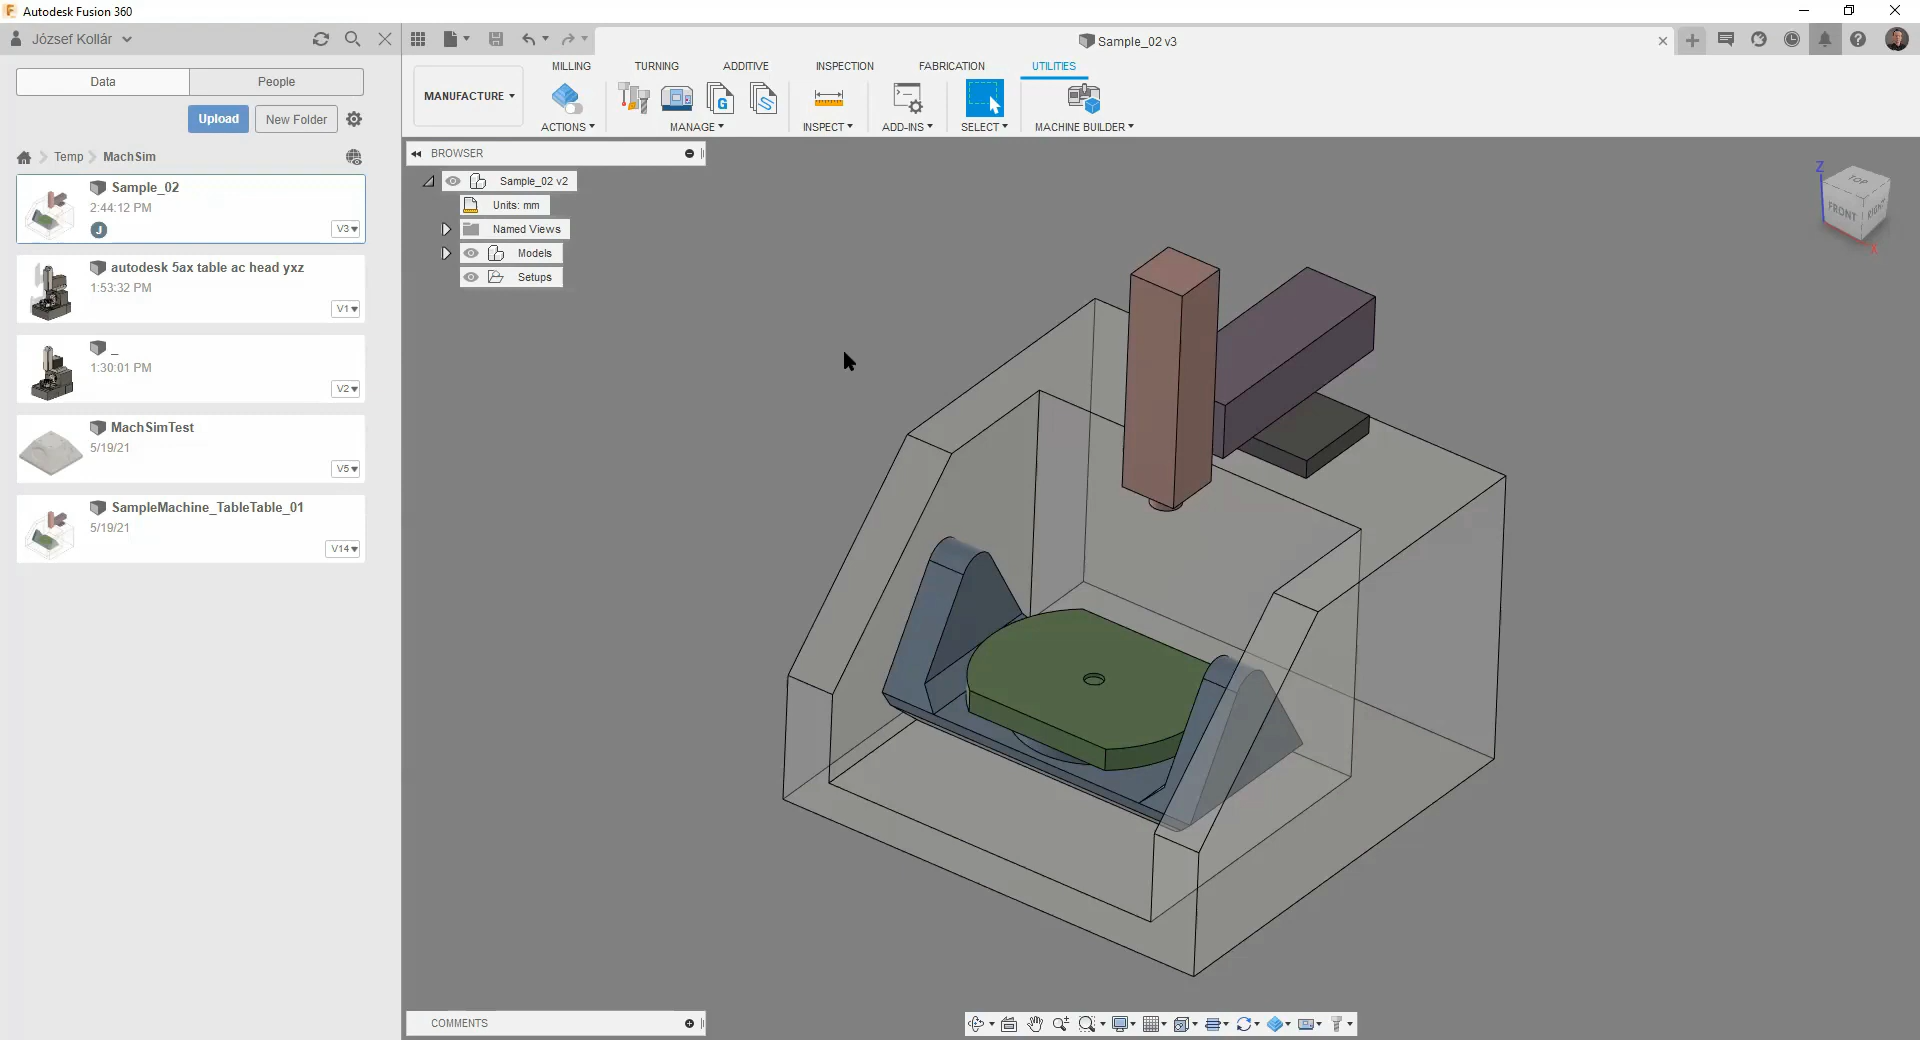 Autodesk Fusion 360
József Kollár
Sample_02 v3
Data
People
Upload
New Folder
Temp
MachSim
Sample_02
2:44:12 PM
J
V3
autodesk 5ax table ac head yxz
1:53:32 PM
V1
_
1:30:01 PM
V2
MachSimTest
5/19/21
V5
SampleMachine_TableTable_01
5/19/21
V14
MANUFACTURE
MILLING
TURNING
ADDITIVE
INSPECTION
FABRICATION
UTILITIES
G
ACTIONS
MANAGE
INSPECT
ADD-INS
SELECT
MACHINE BUILDER
BROWSER
Sample_02 v2
Units: mm
Named Views
Models
Setups
Z
TOP
FRONT
RIGHT
X
COMMENTS